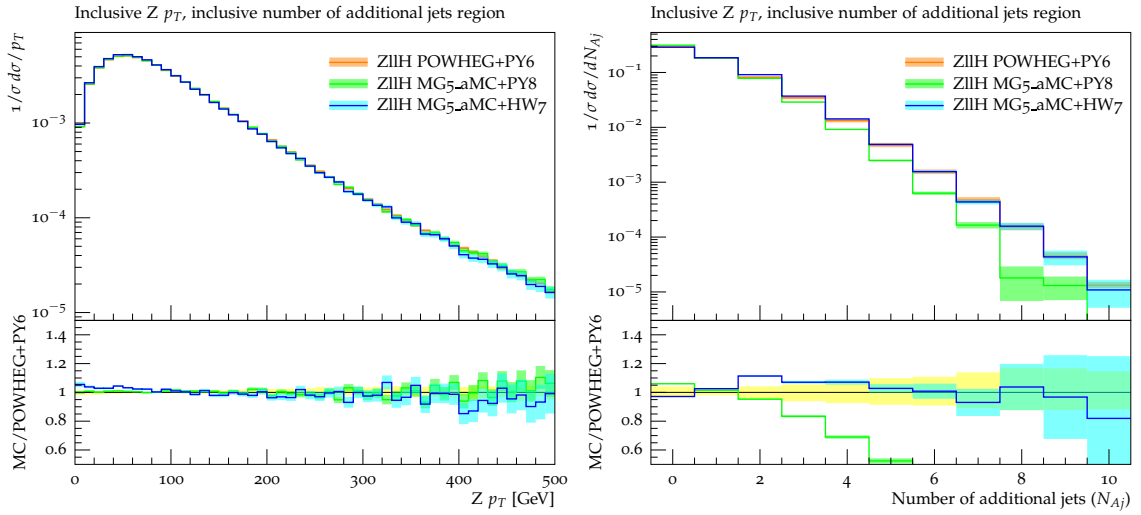 Inclusive Z p_T, inclusive number of additional jets region
1/σ dσ/p_T
ZllH POWHEG+PY6
ZllH MG5_aMC+PY8
ZllH MG5_aMC+HW7
10^−3
10^−4
10^−5
MC/POWHEG+PY6
1.4
1.2
1
0.8
0.6
0 100 200 300 400 500
Z p_T [GeV]
Inclusive Z p_T, inclusive number of additional jets region
1/σ dσ/dN_Aj
ZllH POWHEG+PY6
ZllH MG5_aMC+PY8
ZllH MG5_aMC+HW7
10^−1
10^−2
10^−3
10^−4
10^−5
MC/POWHEG+PY6
1.4
1.2
1
0.8
0.6
0 2 4 6 8 10
Number of additional jets (N_Aj)